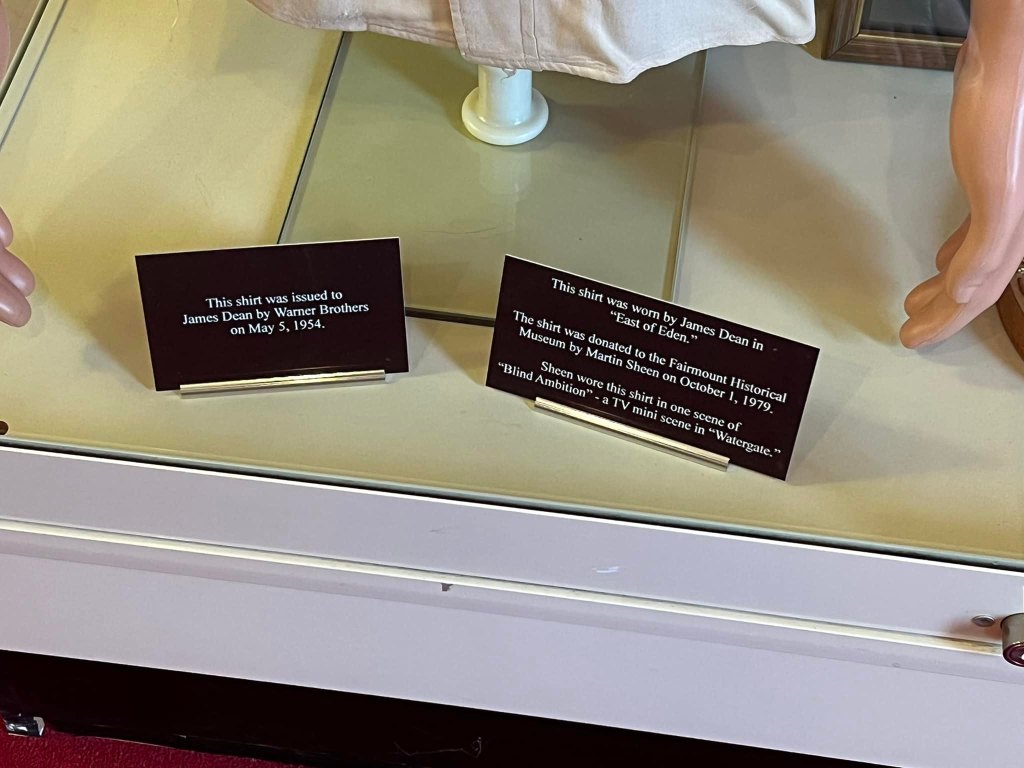 This shirt was issued to
James Dean by Warner Brothers
on May 5, 1954.
This shirt was worn by James Dean in
“East of Eden.”
The shirt was donated to the Fairmount Historical
Museum by Martin Sheen on October 1, 1979.
Sheen wore this shirt in one scene of
“Blind Ambition” - a TV mini scene in “Watergate.”